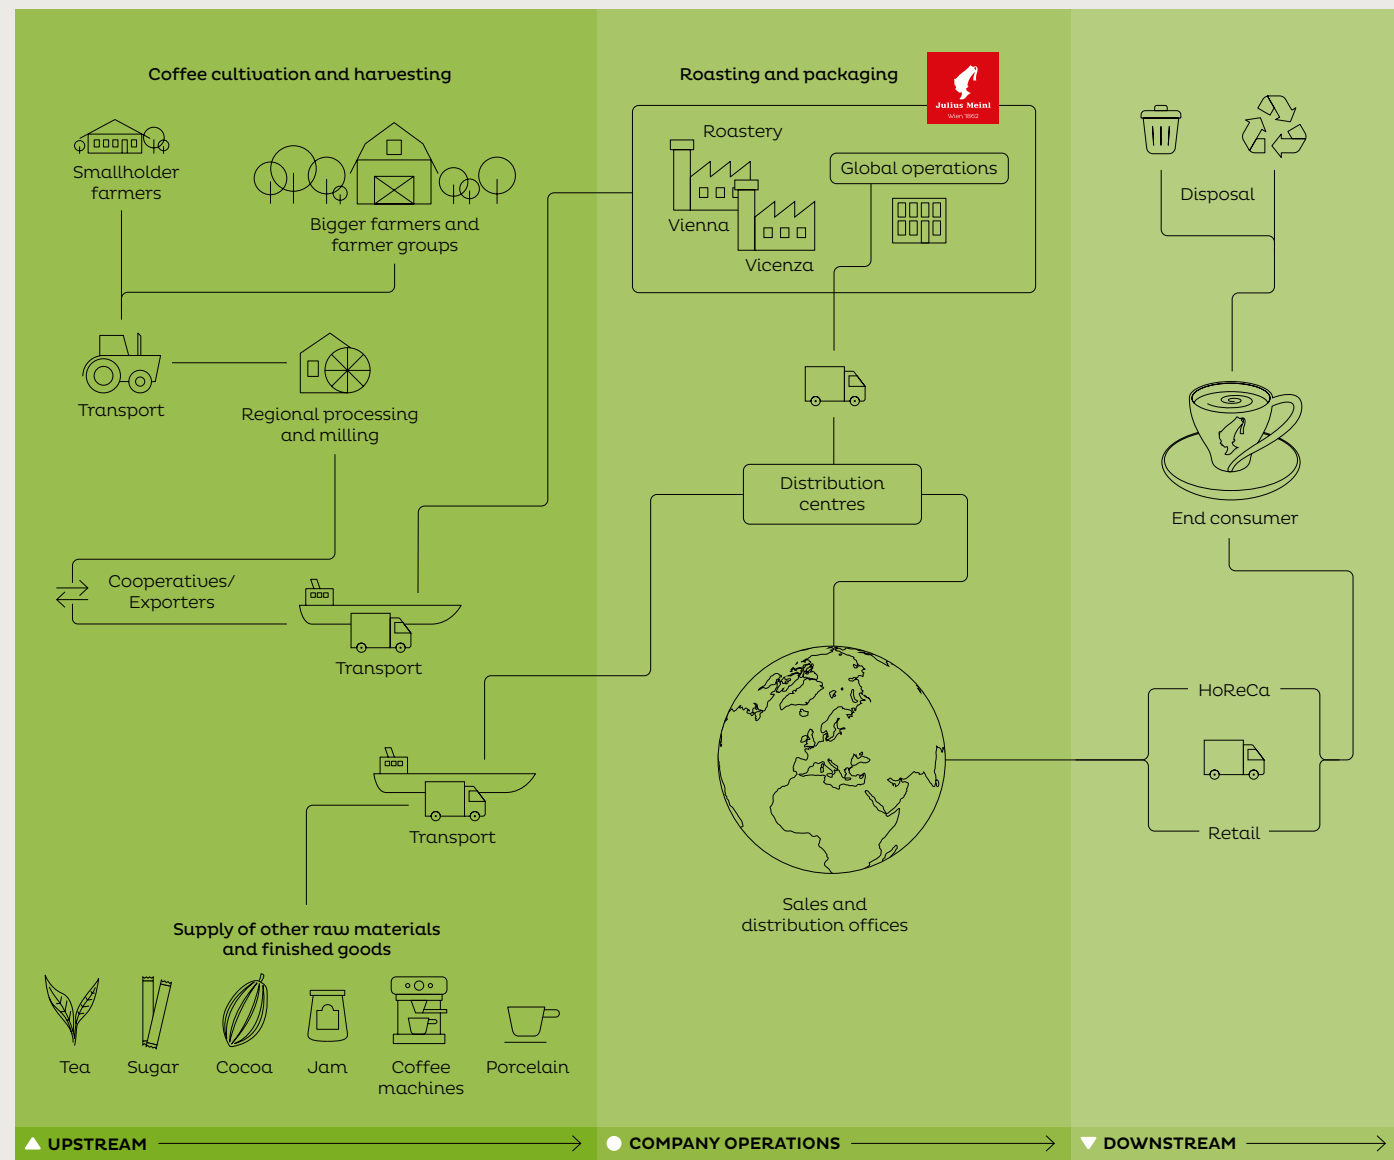 Coffee cultivation and harvesting
Smallholder
farmers
Bigger farmers and
farmer groups
Transport
Regional processing
and milling
Cooperatives/
Exporters
Transport
Transport
Supply of other raw materials
and finished goods
Tea
Sugar
Cocoa
Jam
Coffee
machines
Porcelain
Roasting and packaging
Julius Meinl
Wien 1862
Roastery
Global operations
Vienna
Vicenza
Distribution
centres
Sales and
distribution offices
Disposal
End consumer
HoReCa
Retail
UPSTREAM
COMPANY OPERATIONS
DOWNSTREAM